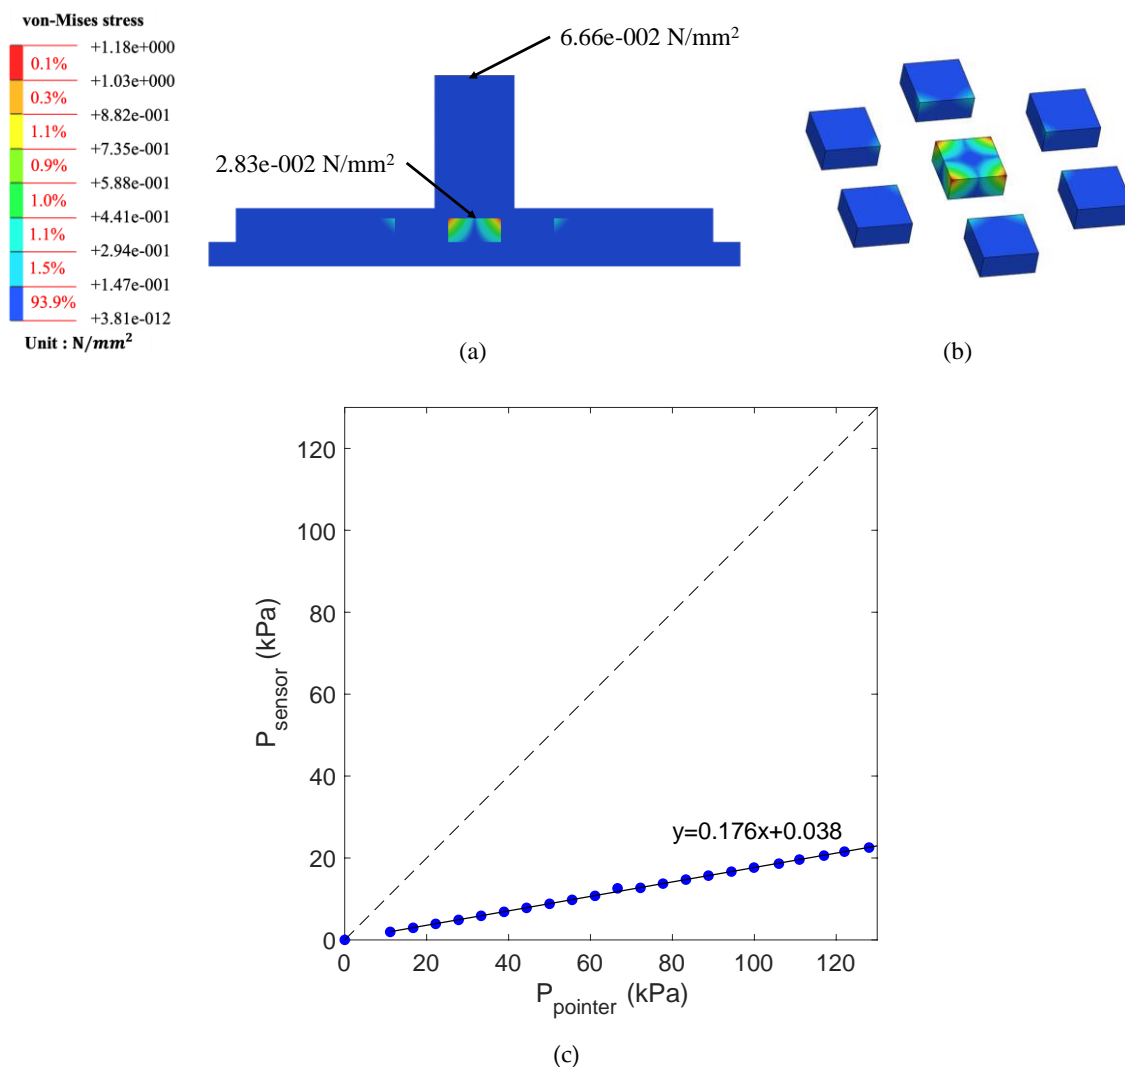 von-Mises stress
+1.18e+000
0.1%
+1.03e+000
0.3%
+8.82e-001
1.1%
+7.35e-001
0.9%
+5.88e-001
1.0%
+4.41e-001
1.1%
+2.94e-001
1.5%
+1.47e-001
93.9%
+3.81e-012
Unit : N/mm²
6.66e-002 N/mm²
2.83e-002 N/mm²
(a)
(b)
120
100
80
60
40
20
0
P_sensor (kPa)
y=0.176x+0.038
0 20 40 60 80 100 120
P_pointer (kPa)
(c)